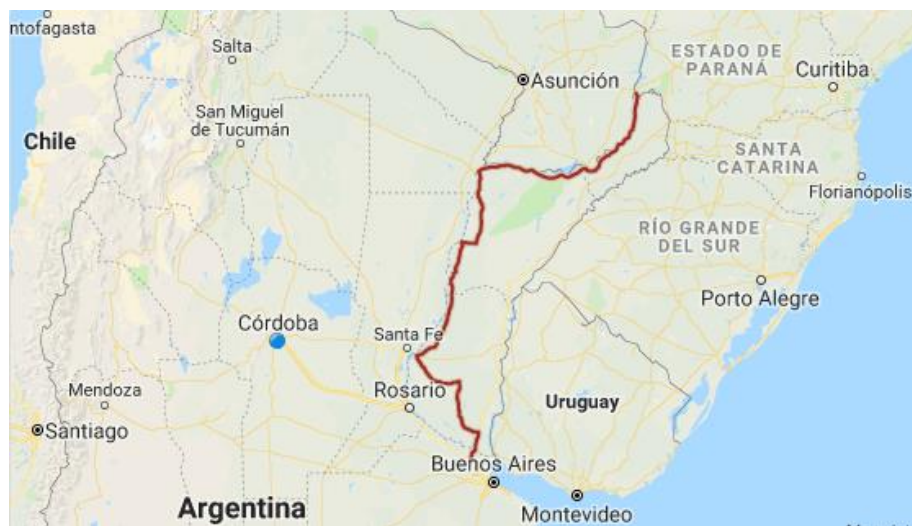 ntofagasta
Salta
Asunción
ESTADO DE
PARANÁ
Curitiba
San Miguel
de Tucumán
Chile
SANTA
CATARINA
Florianópolis
RÍO GRANDE
DEL SUR
Porto Alegre
Córdoba
Santa Fe
Mendoza
Rosario
Uruguay
Santiago
Buenos Aires
Argentina
Montevideo